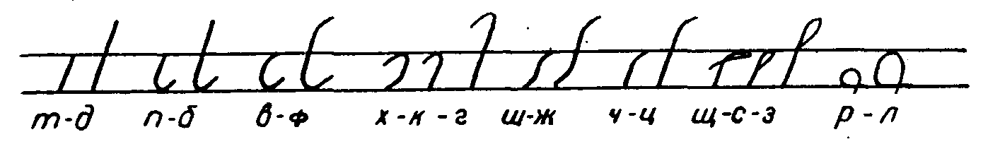 т-д п-б в-ф х-к-г ш-ж ч-ц щ-с-з р-л